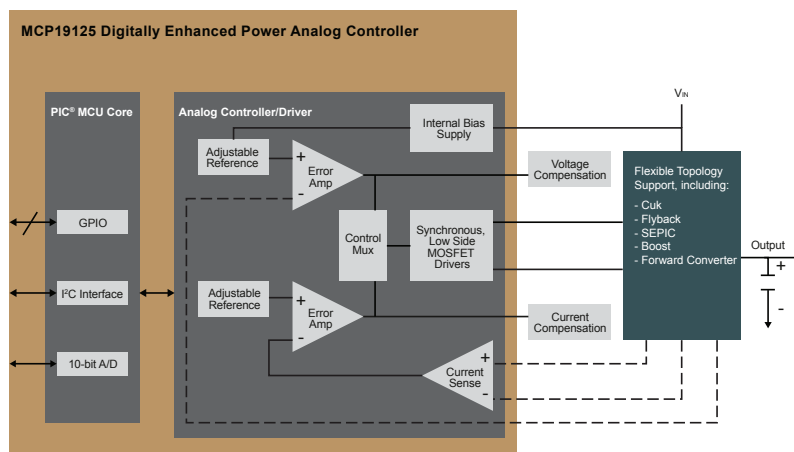 MCP19125 Digitally Enhanced Power Analog Controller
PIC® MCU Core
GPIO
I²C Interface
10-bit A/D
Analog Controller/Driver
Internal Bias
Supply
Adjustable
Reference
+
-
Error
Amp
Control
Mux
Synchronous,
Low Side
MOSFET
Drivers
Adjustable
Reference
+
-
Error
Amp
Current
Sense
+
-
Voltage
Compensation
Current
Compensation
VIN
Flexible Topology
Support, including:
- Cuk
- Flyback
- SEPIC
- Boost
- Forward Converter
Output
+
-